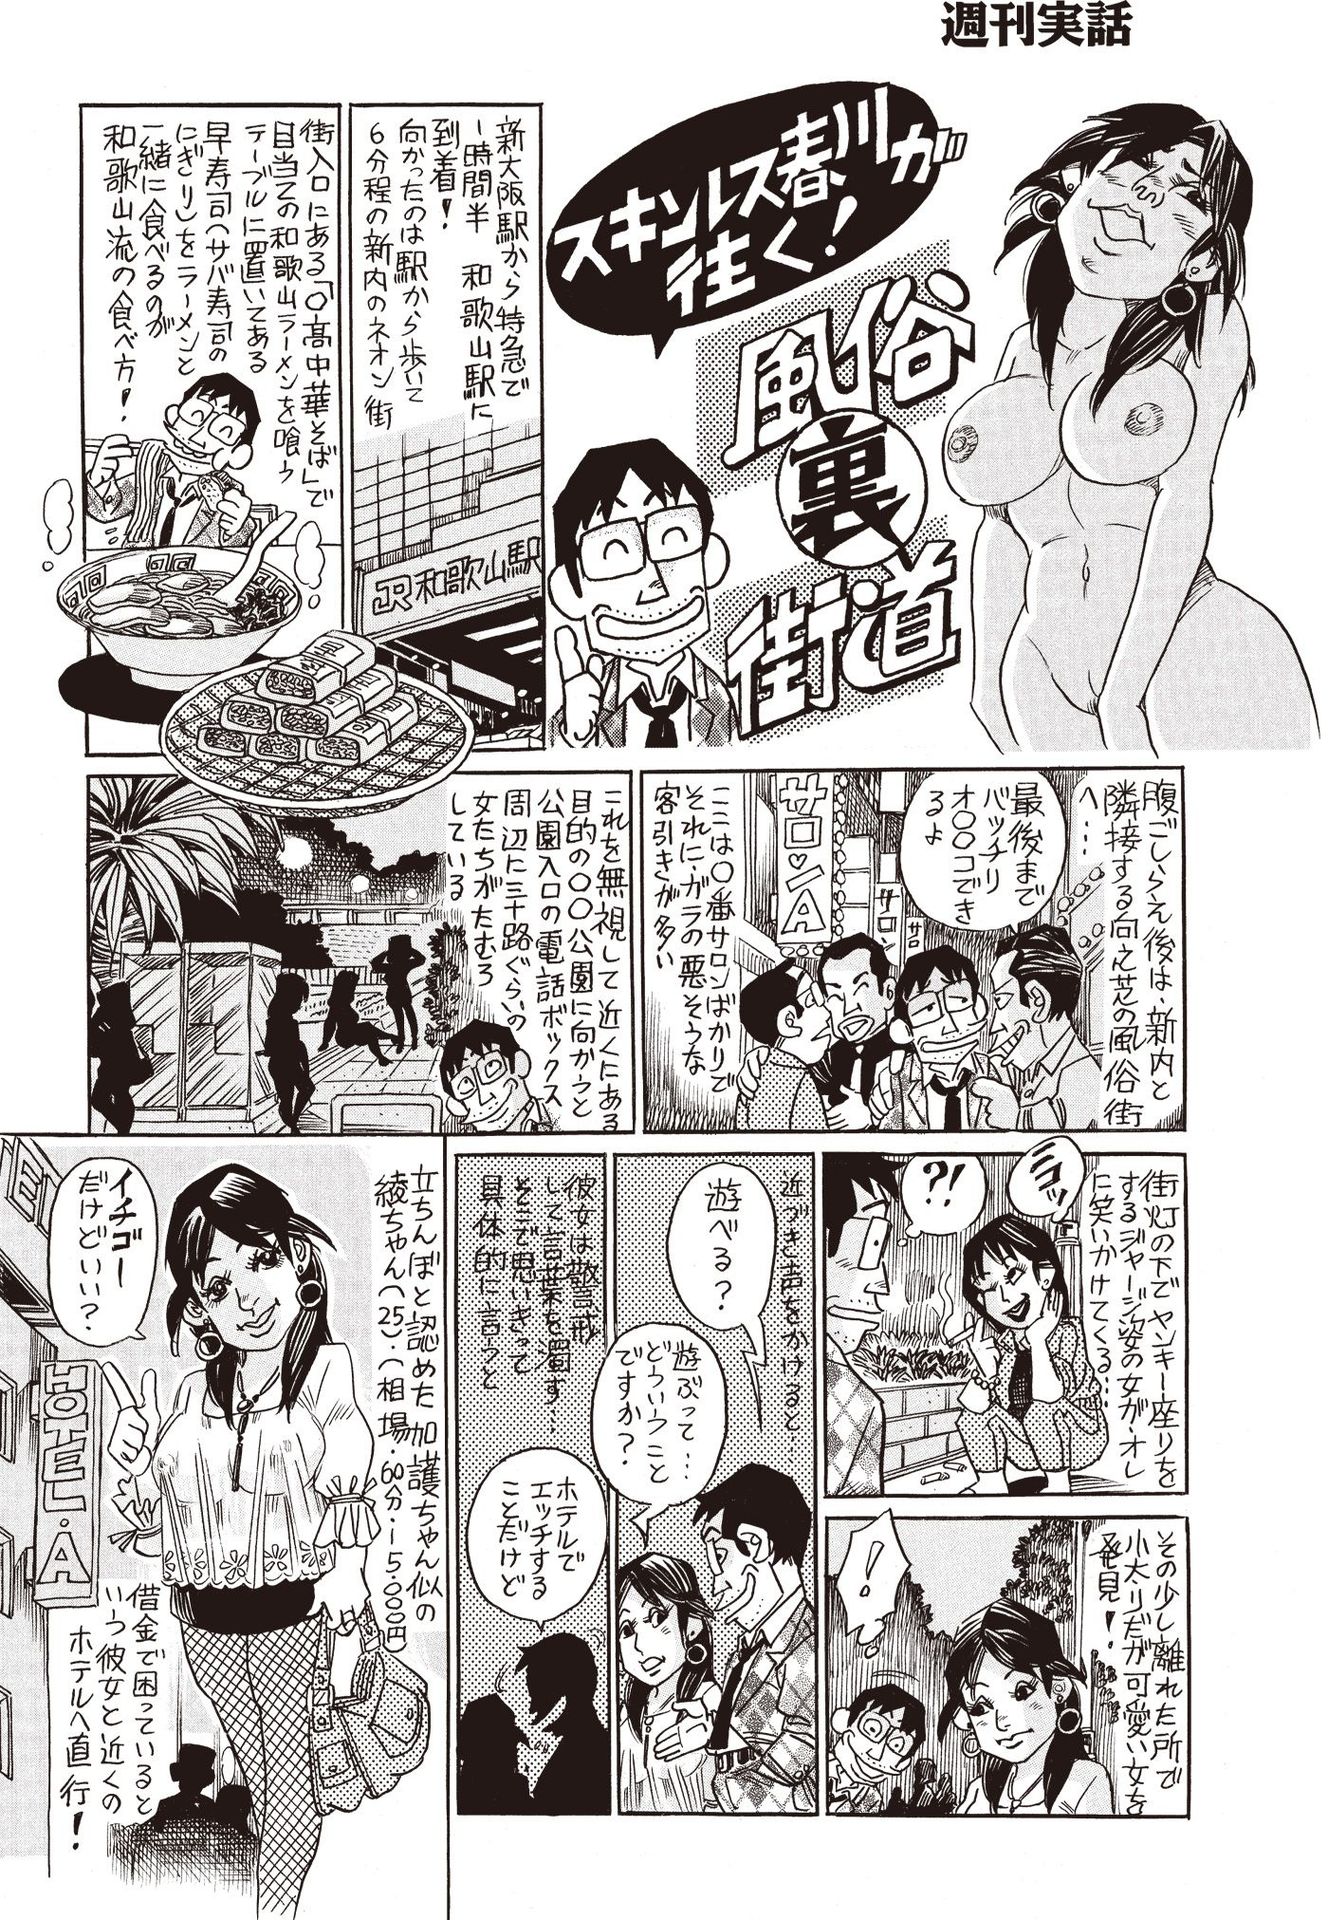 週刊実話
スキンレス春川が
往く!
風俗
裏
街道
新大阪駅から特急で
一時間半 和歌山駅に
到着!
向かったのは駅から歩いて
6分程の新内のネオン街
JR和歌山駅
街入口にある「〇高中華そば」で
目当ての和歌山ラーメンを喰う
テーブルに置いてある
早寿司(サバ寿司の
にぎり)をラーメンと
一緒に食べるのが
和歌山流の食べ方!
腹ごしらえ後は、新内と
隣接する向え芝の風俗街
へ…
最後まで
バッチリ
オ〇〇コでき
るよ
サロンA
サロン
サロ
ここは〇番サロンばかりで
それに、ガラの悪そうな
客引きが多い
これを無視して近くにある
目的の〇〇公園に向かうと
公園入口の電話ボックス
周辺に三十路ぐらいの
女たちがたむろ
している
街灯の下でヤンキー座りを
するジャージ姿の女が、オレ
に笑いかけてくる…
ニヨッ
?!
その少し離れた所で
小太りだが可愛い女を
発見!
!
近づき声をかけると…
遊べる?
遊ぶって…
どういうこと
ですか?
彼女は警戒
して言葉を濁す…
そこで思いきって
具体的に言うと
ホテルで
エッチする
ことだけど
立ちんぼと認めた加護ちゃん似の
綾ちゃん(25)。(相場・60分・15,000円)
イチゴー
だけどいい?
HOTEL・A
借金で困っていると
いう彼女と近くの
ホテルへ直行!